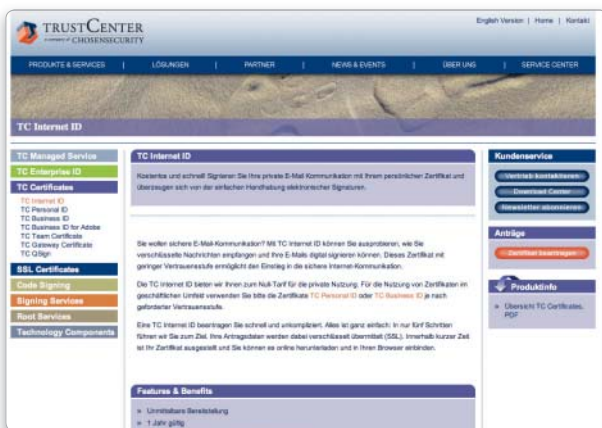 TRUSTCENTER
a company of CHOSENSECURITY
English Version | Home | Kontakt
PRODUKTE & SERVICES | LÖSUNGEN | PARTNER | NEWS & EVENTS | ÜBER UNS | SERVICE CENTER
TC Internet ID
TC Managed Service
TC Enterprise ID
TC Certificates
TC Internet ID
TC Personal ID
TC Business ID
TC Business ID for Adobe
TC Team Certificate
TC Gateway Certificate
TC QSign
SSL Certificates
Code Signing
Signing Services
Root Services
Technology Components
TC Internet ID
Kostenlos und schnell! Signieren Sie Ihre private E-Mail Kommunikation mit Ihrem persönlichen Zertifikat und
überzeugen sich von der einfachen Handhabung elektronischer Signaturen.
Sie wollen sichere E-Mail-Kommunikation? Mit TC Internet ID können Sie ausprobieren, wie Sie
verschlüsselte Nachrichten empfangen und Ihre E-Mails digital signieren können. Dieses Zertifikat mit
geringer Vertrauensstufe ermöglicht den Einstieg in die sichere Internet-Kommunikation.
Die TC Internet ID bieten wir Ihnen zum Null-Tarif für die private Nutzung. Für die Nutzung von Zertifikaten im
geschäftlichen Umfeld verwenden Sie bitte die Zertifikate TC Personal ID oder TC Business ID je nach
geforderter Vertrauensstufe.
Eine TC Internet ID beantragen Sie schnell und unkompliziert. Alles ist ganz einfach: In nur fünf Schritten
führen wir Sie zum Ziel. Ihre Antragsdaten werden dabei verschlüsselt übermittelt (SSL). Innerhalb kurzer Zeit
ist Ihr Zertifikat ausgestellt und Sie können es online herunterladen und in Ihren Browser einbinden.
Features & Benefits
» Unmittelbare Bereitstellung
» 1 Jahr gültig
Kundenservice
Vertrieb kontaktieren
Download Center
Newsletter abonnieren
Anträge
Zertifikat beantragen
Produktinfo
» Übersicht TC Certificates,
PDF